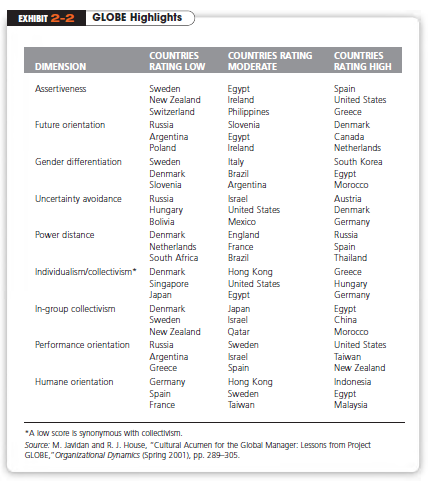 EXHIBIT 2-2 GLOBE Highlights
DIMENSION COUNTRIES RATING LOW COUNTRIES RATING MODERATE COUNTRIES RATING HIGH
Assertiveness Sweden Egypt Spain
New Zealand Ireland United States
Switzerland Philippines Greece
Future orientation Russia Slovenia Denmark
Argentina Egypt Canada
Poland Ireland Netherlands
Gender differentiation Sweden Italy South Korea
Denmark Brazil Egypt
Slovenia Argentina Morocco
Uncertainty avoidance Russia Israel Austria
Hungary United States Denmark
Bolivia Mexico Germany
Power distance Denmark England Russia
Netherlands France Spain
South Africa Brazil Thailand
Individualism/collectivism* Denmark Hong Kong Greece
Singapore United States Hungary
Japan Egypt Germany
In-group collectivism Denmark Japan Egypt
Sweden Israel China
New Zealand Qatar Morocco
Performance orientation Russia Sweden United States
Argentina Israel Taiwan
Greece Spain New Zealand
Humane orientation Germany Hong Kong Indonesia
Spain Sweden Egypt
France Taiwan Malaysia
*A low score is synonymous with collectivism.
Source: M. Javidan and R. J. House, "Cultural Acumen for the Global Manager: Lessons from Project
GLOBE," Organizational Dynamics (Spring 2001), pp. 289–305.